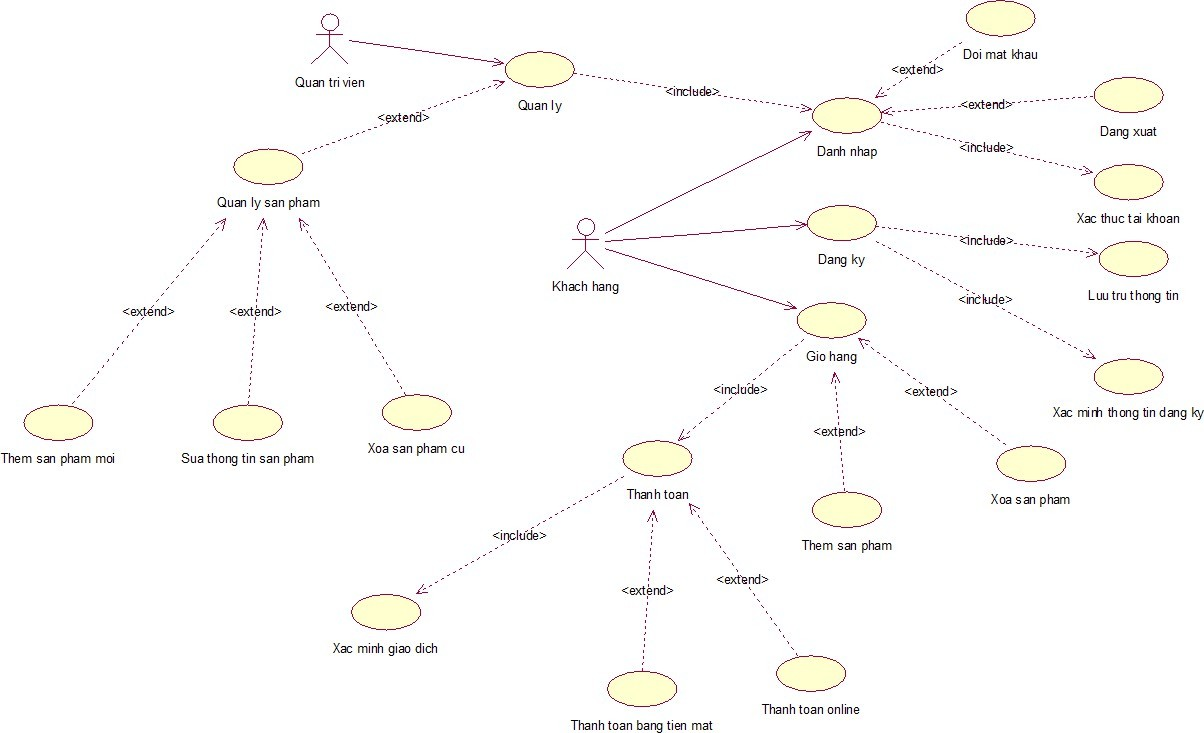 Doi mat khau
<extend>
Quan tri vien
<include>
Quan ly
<extend>
<extend>
Dang xuat
Danh nhap
<include>
Quan ly san pham
Xac thuc tai khoan
<include>
Dang ky
Khach hang
Luu tru thong tin
<include>
<extend>
<extend>
<extend>
Gio hang
<include>
<extend>
Xac minh thong tin dang ky
<extend>
Them san pham moi
Sua thong tin san pham
Xoa san pham cu
Thanh toan
Xoa san pham
<include>
Them san pham
<extend>
<extend>
Xac minh giao dich
Thanh toan online
Thanh toan bang tien mat